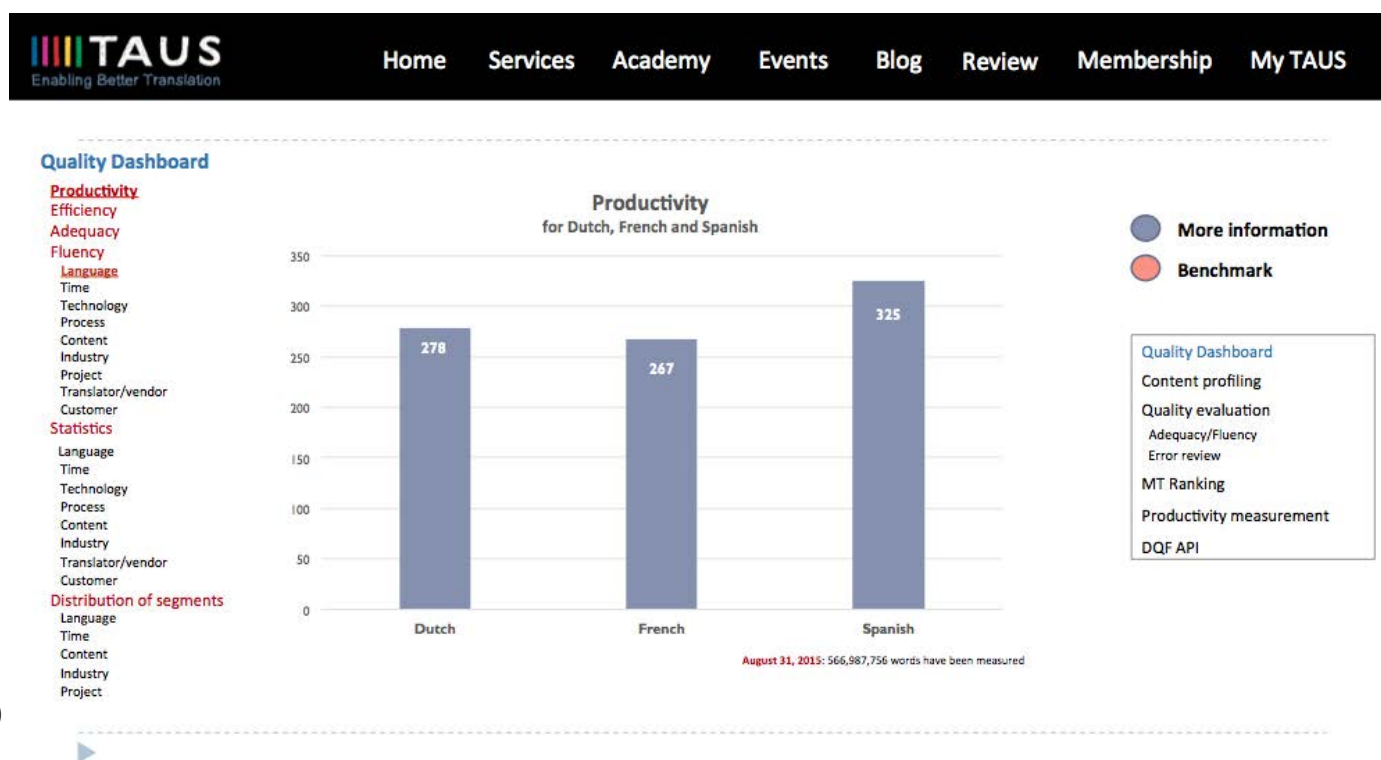 TAUS
Enabling Better Translation
Home Services Academy Events Blog Review Membership My TAUS
Quality Dashboard
Productivity
Efficiency
Adequacy
Fluency
Language
Time
Technology
Process
Content
Industry
Project
Translator/vendor
Customer
Statistics
Language
Time
Technology
Process
Content
Industry
Translator/vendor
Customer
Distribution of segments
Language
Time
Content
Industry
Project
Productivity
for Dutch, French and Spanish
350
300
250
200
150
100
50
0
278
267
325
Dutch French Spanish
August 31, 2015: 566,987,756 words have been measured
More information
Benchmark
Quality Dashboard
Content profiling
Quality evaluation
Adequacy/Fluency
Error review
MT Ranking
Productivity measurement
DQF API